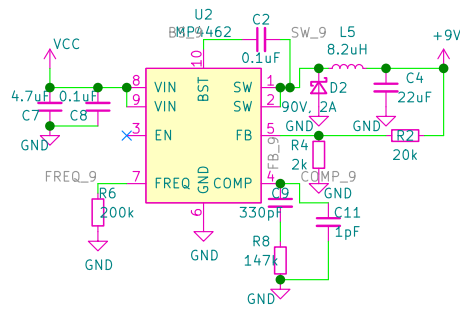 U2
C2
L5
BS_9
MP4462
SW_9
+9V
VCC
0.1uF
8.2uH
10
8
VIN
BST
SW
1
D2
C4
4.7uF
0.1uF
9
VIN
SW
2
90V, 2A
22uF
C7
C8
GND
GND
3
EN
FB
5
R2
GND
FB_9
R4
2k
20k
FREQ_9
COMP_9
7
FREQ
GND
COMP
4
GND
R6
C9
200k
330pF
C11
6
1pF
R8
147k
GND
GND
GND